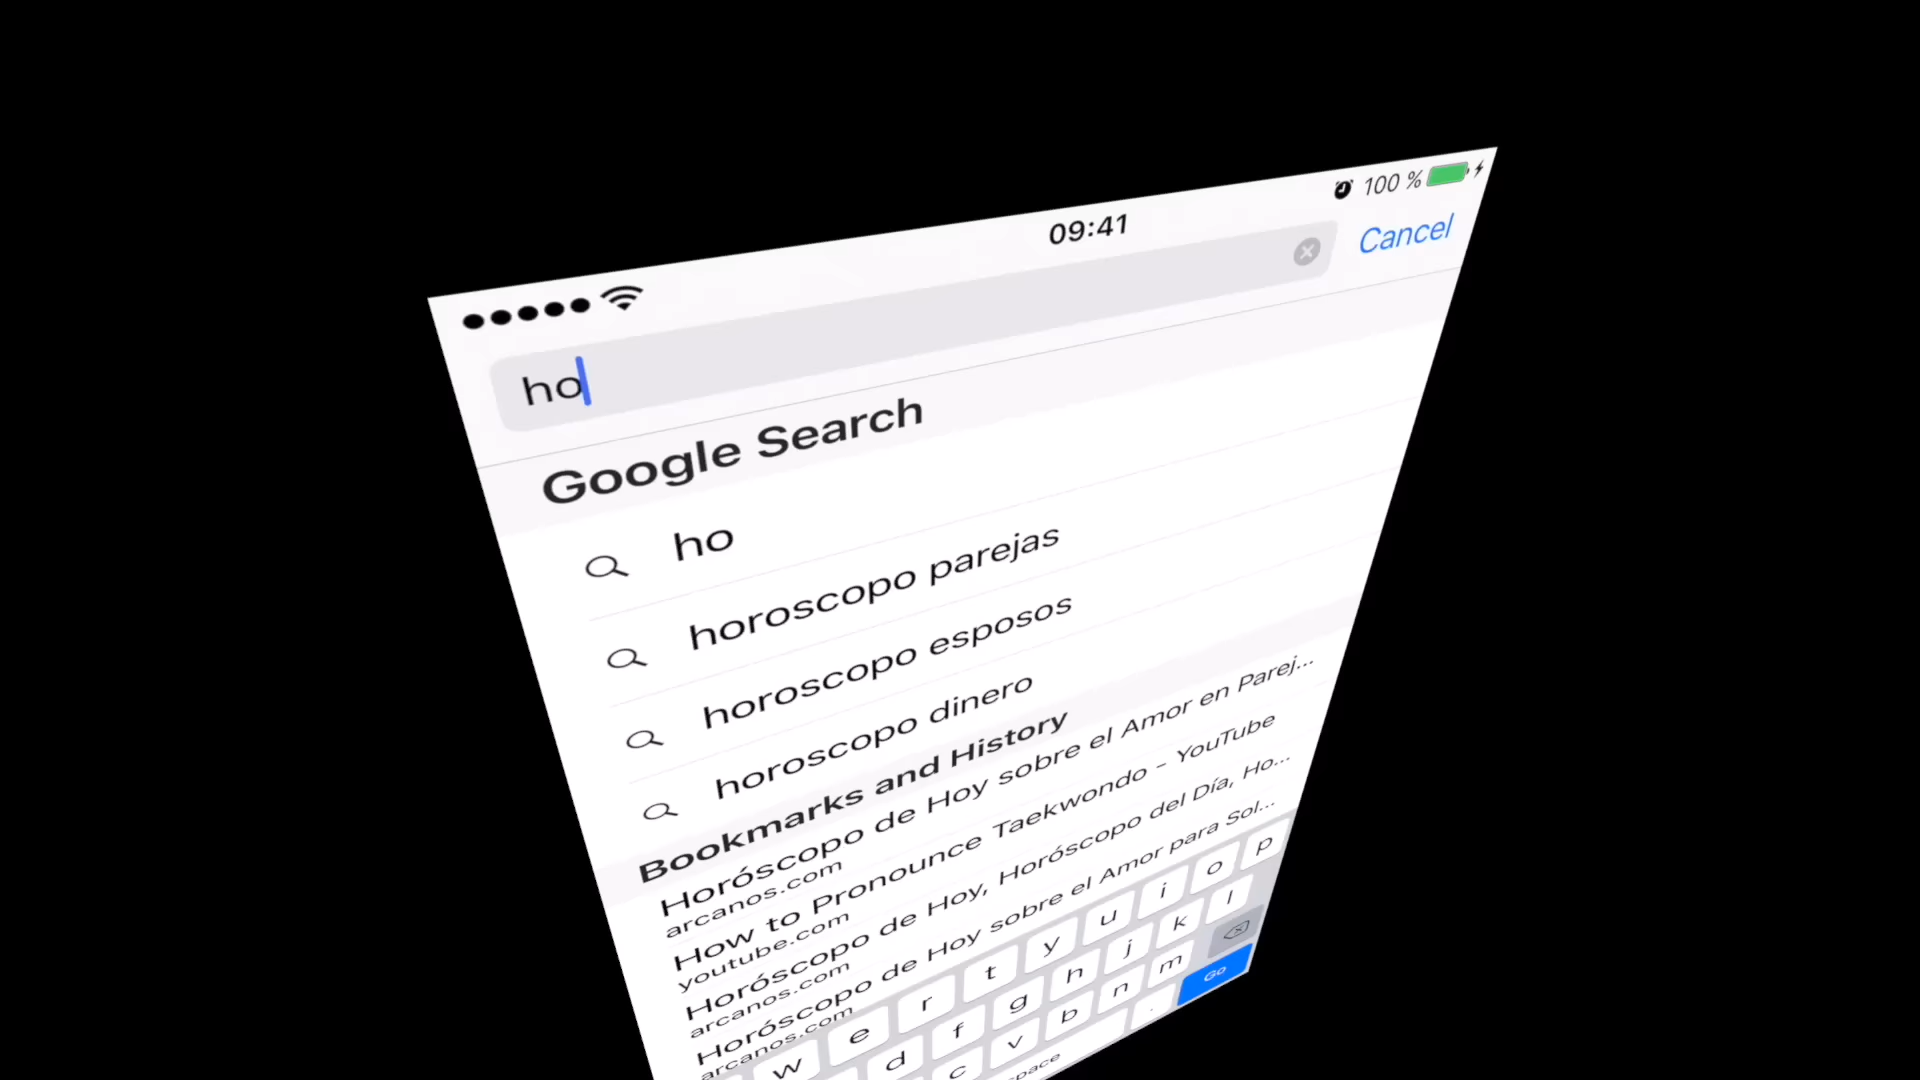 09:41
100 %
ho
Cancel
Google Search
ho
horoscopo parejas
horoscopo esposos
horoscopo dinero
Bookmarks and History
Horóscopo de Hoy sobre el Amor en Parej...
arcanos.com
How to Pronounce Taekwondo - YouTube
youtube.com
Horóscopo de Hoy, Horóscopo del Día, Ho...
arcanos.com
Horóscopo de Hoy sobre el Amor para Sol...
arcanos.com
w e r t y u i o p
d f g h j k l
c v b n m
space . Go